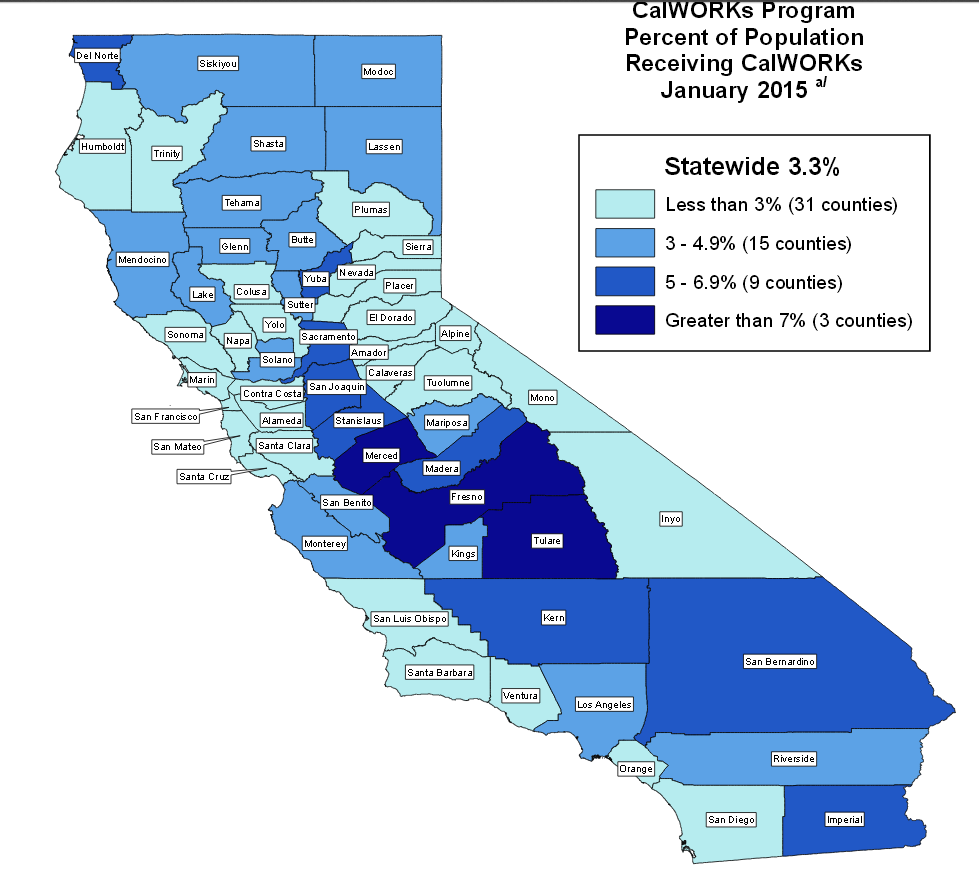 CalWORKs Program
Percent of Population
Receiving CalWORKs
January 2015 a/
Statewide 3.3%
Less than 3% (31 counties)
3 - 4.9% (15 counties)
5 - 6.9% (9 counties)
Greater than 7% (3 counties)
Del Norte
Siskiyou
Modoc
Humboldt
Trinity
Shasta
Lassen
Tehama
Plumas
Mendocino
Glenn
Butte
Sierra
Lake
Colusa
Yuba
Nevada
Placer
Sutter
Sonoma
Napa
Yolo
El Dorado
Sacramento
Alpine
Solano
Amador
Marin
Contra Costa
San Joaquin
Calaveras
Tuolumne
Mono
San Francisco
Alameda
Stanislaus
Mariposa
San Mateo
Santa Clara
Merced
Madera
Santa Cruz
San Benito
Fresno
Inyo
Monterey
Kings
Tulare
San Luis Obispo
Kern
San Bernardino
Santa Barbara
Ventura
Los Angeles
Orange
Riverside
San Diego
Imperial